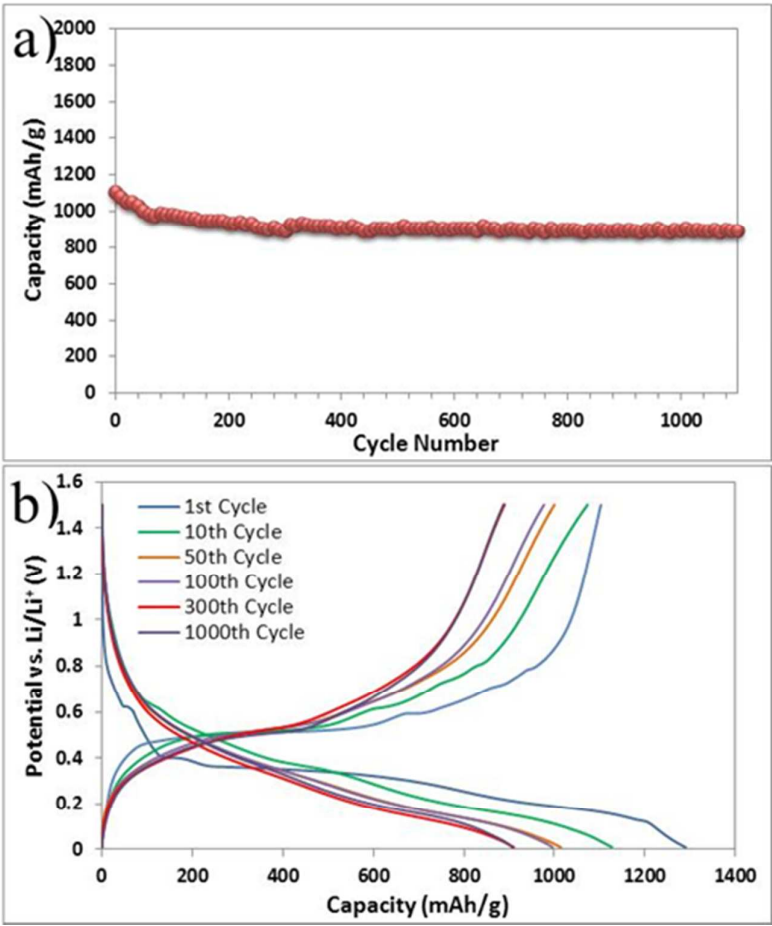 a)
2000
1800
1600
1400
1200
1000
800
600
400
200
0
Capacity (mAh/g)
0 200 400 600 800 1000
Cycle Number
b)
1.6
1.4
1.2
1
0.8
0.6
0.4
0.2
0
Potential vs. Li/Li⁺ (V)
1st Cycle
10th Cycle
50th Cycle
100th Cycle
300th Cycle
1000th Cycle
0 200 400 600 800 1000 1200 1400
Capacity (mAh/g)